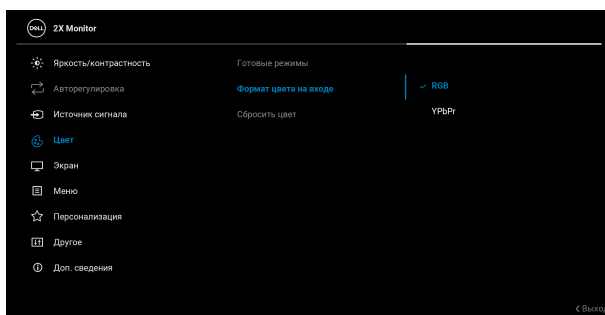 DELL 2X Monitor
Яркость/контрастность Готовые режимы
Авторегулировка Формат цвета на входе RGB
Источник сигнала Сбросить цвет YPbPr
Цвет
Экран
Меню
Персонализация
Другое
Доп. сведения
Выход